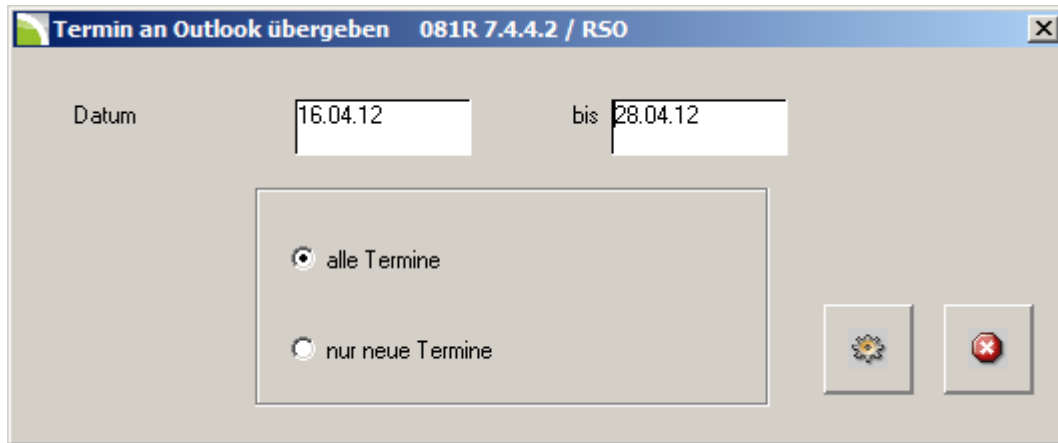 Termin an Outlook übergeben 081R 7.4.4.2 / RSO
Datum 16.04.12 bis 28.04.12
alle Termine
nur neue Termine